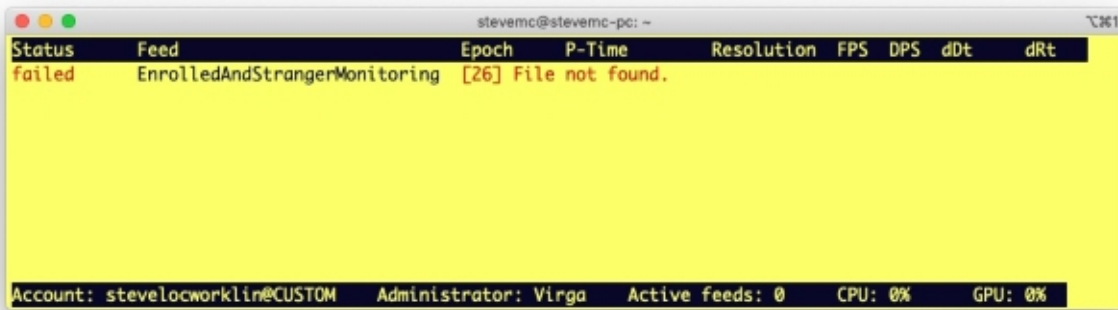 stevemc@stevemc-pc: ~
⌥⌘1
Status Feed Epoch P-Time Resolution FPS DPS dDt dRt
failed EnrolledAndStrangerMonitoring [26] File not found.
Account: stevelocworklin@CUSTOM Administrator: Virga Active feeds: 0 CPU: 0% GPU: 0%